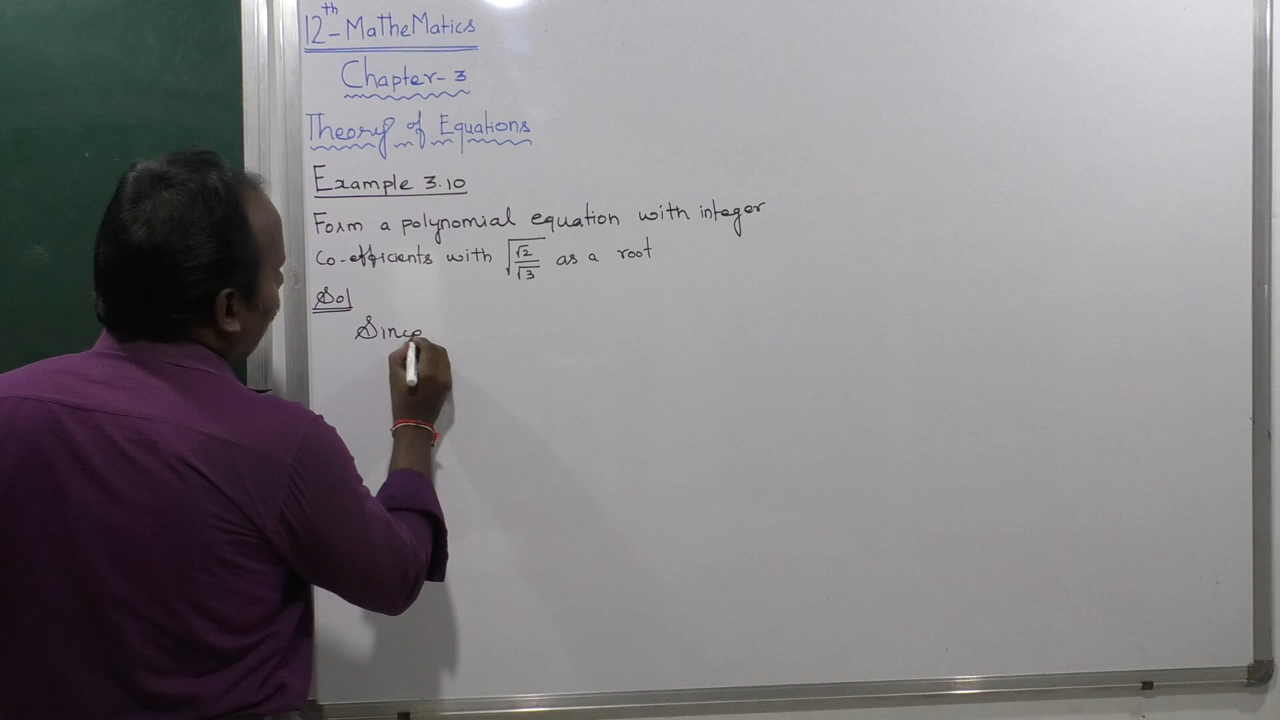 12th - MatheMatics
Chapter - 3
Theory of Equations
Example 3.10
Form a polynomial equation with integer
Co-efficients with √(√2/√3) as a root
Sol
Since